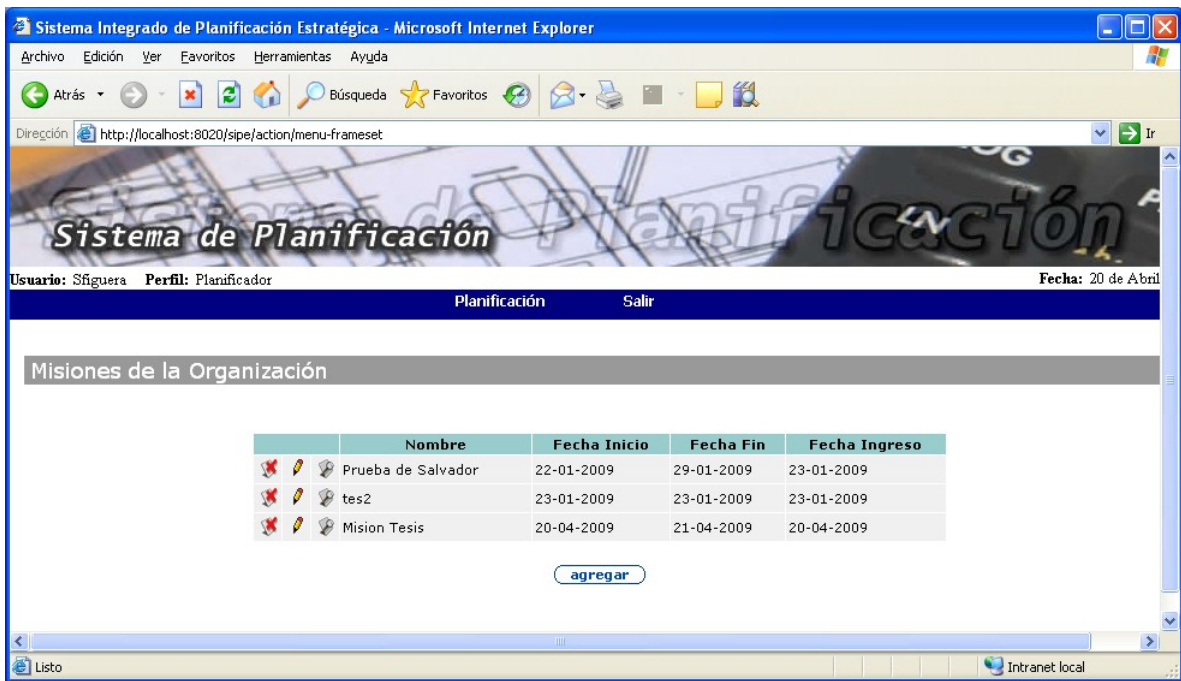 Sistema Integrado de Planificación Estratégica - Microsoft Internet Explorer
Archivo Edición Ver Favoritos Herramientas Ayuda
Atrás Búsqueda Favoritos
Dirección http://localhost:8020/sipe/action/menu-frameset Ir
Sistema de Planificación
Sistema de Planificación
Usuario: Sfiguera Perfil: Planificador Fecha: 20 de Abril
Planificación Salir
Misiones de la Organización
Nombre Fecha Inicio Fecha Fin Fecha Ingreso
Prueba de Salvador 22-01-2009 29-01-2009 23-01-2009
tes2 23-01-2009 23-01-2009 23-01-2009
Mision Tesis 20-04-2009 21-04-2009 20-04-2009
agregar
Listo Intranet local